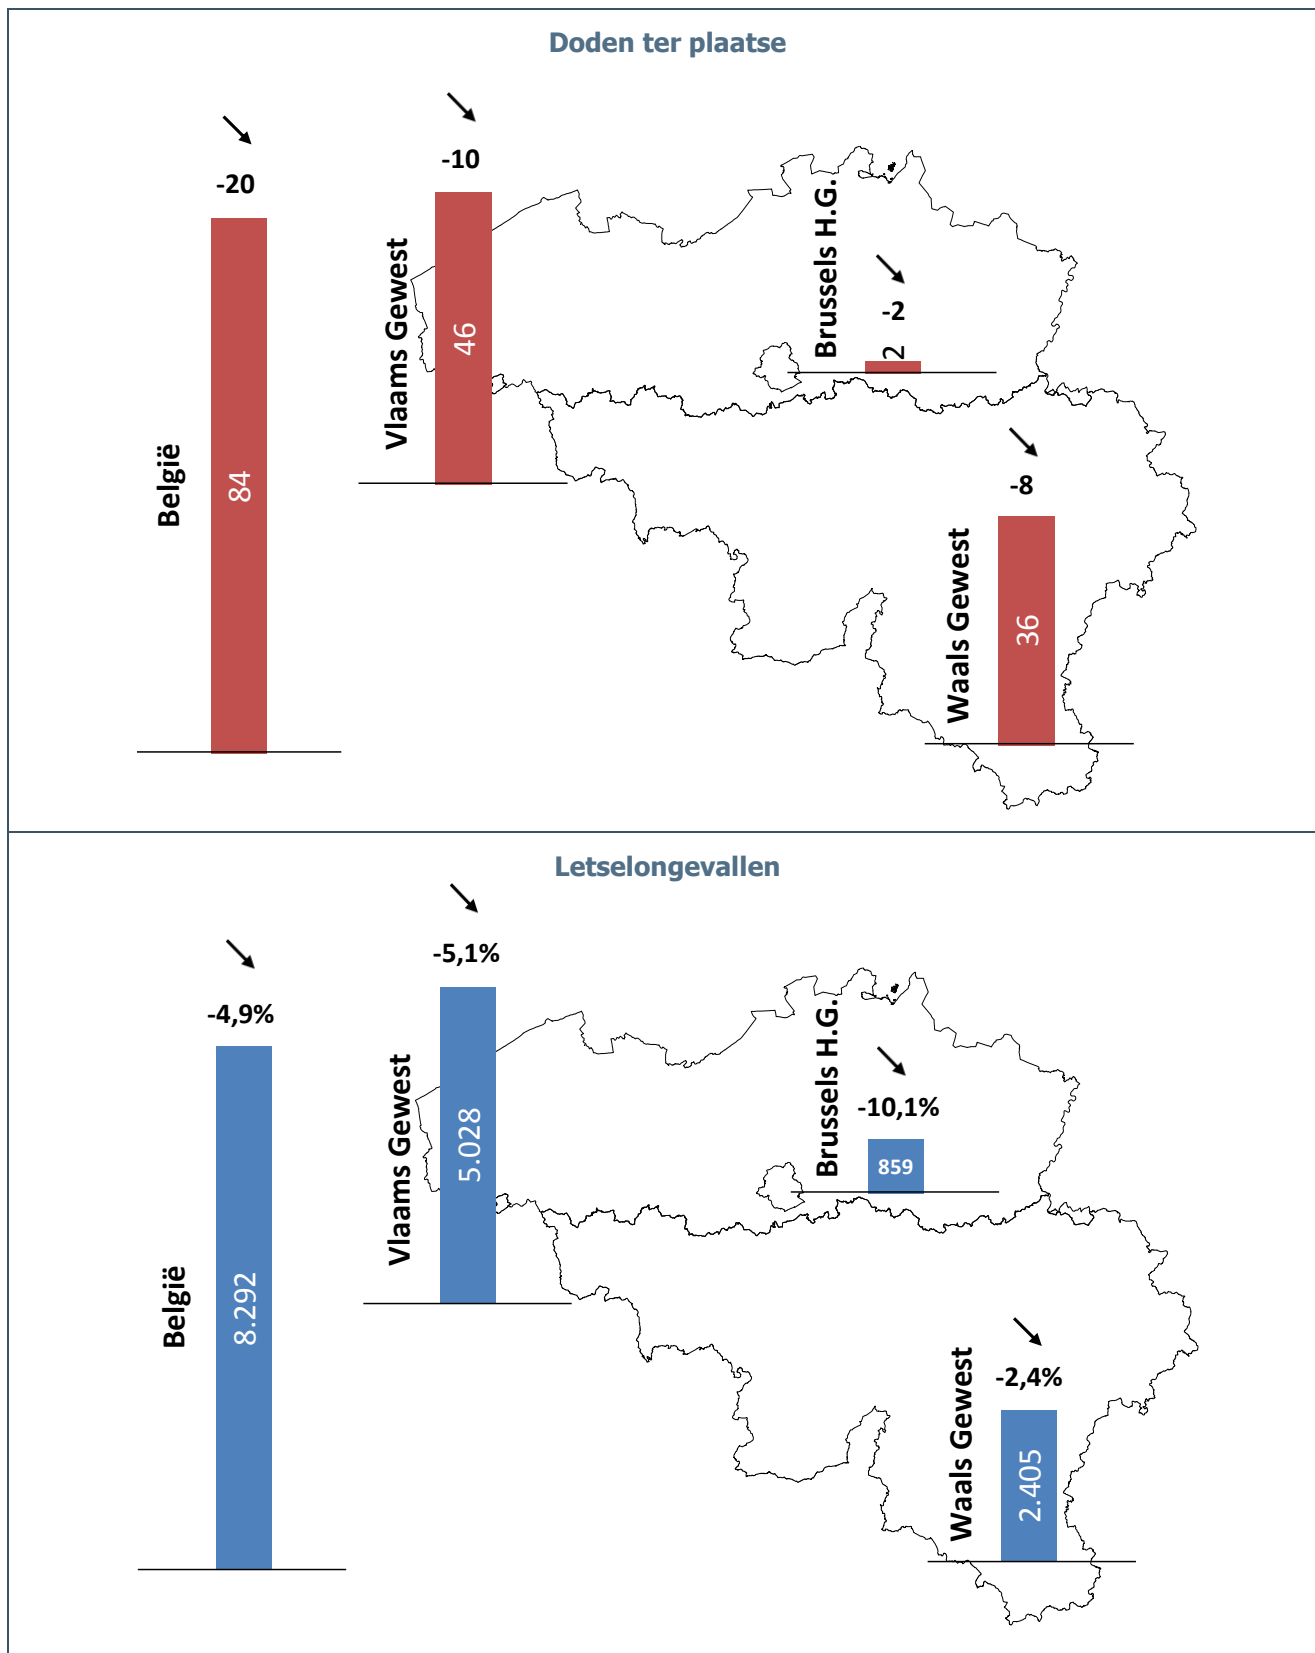 Doden ter plaatse
-20
België
84
-10
Vlaams Gewest
46
Brussels H.G.
-2
2
-8
Waals Gewest
36
Letselongevallen
-4,9%
België
8.292
-5,1%
Vlaams Gewest
5.028
Brussels H.G.
-10,1%
859
-2,4%
Waals Gewest
2.405